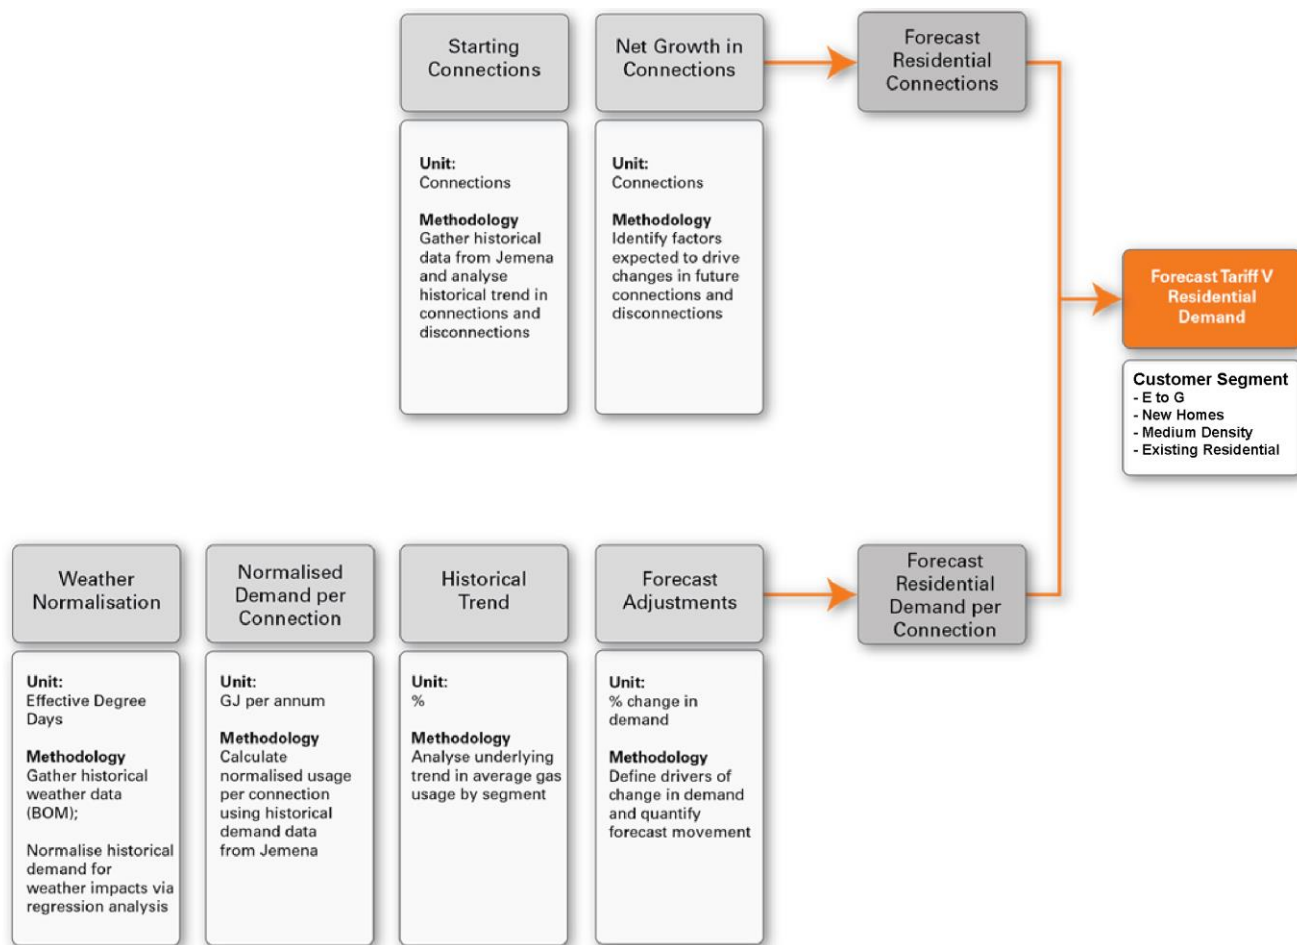 Starting
Connections
Unit:
Connections
Methodology
Gather historical
data from Jemena
and analyse
historical trend in
connections and
disconnections
Net Growth in
Connections
Unit:
Connections
Methodology
Identify factors
expected to drive
changes in future
connections and
disconnections
Forecast
Residential
Connections
Forecast Tariff V
Residential
Demand
Customer Segment
- E to G
- New Homes
- Medium Density
- Existing Residential
Weather
Normalisation
Unit:
Effective Degree
Days
Methodology
Gather historical
weather data
(BOM);
Normalise historical
demand for
weather impacts via
regression analysis
Normalised
Demand per
Connection
Unit:
GJ per annum
Methodology
Calculate
normalised usage
per connection
using historical
demand data
from Jemena
Historical
Trend
Unit:
%
Methodology
Analyse underlying
trend in average gas
usage by segment
Forecast
Adjustments
Unit:
% change in
demand
Methodology
Define drivers of
change in demand
and quantify
forecast movement
Forecast
Residential
Demand per
Connection